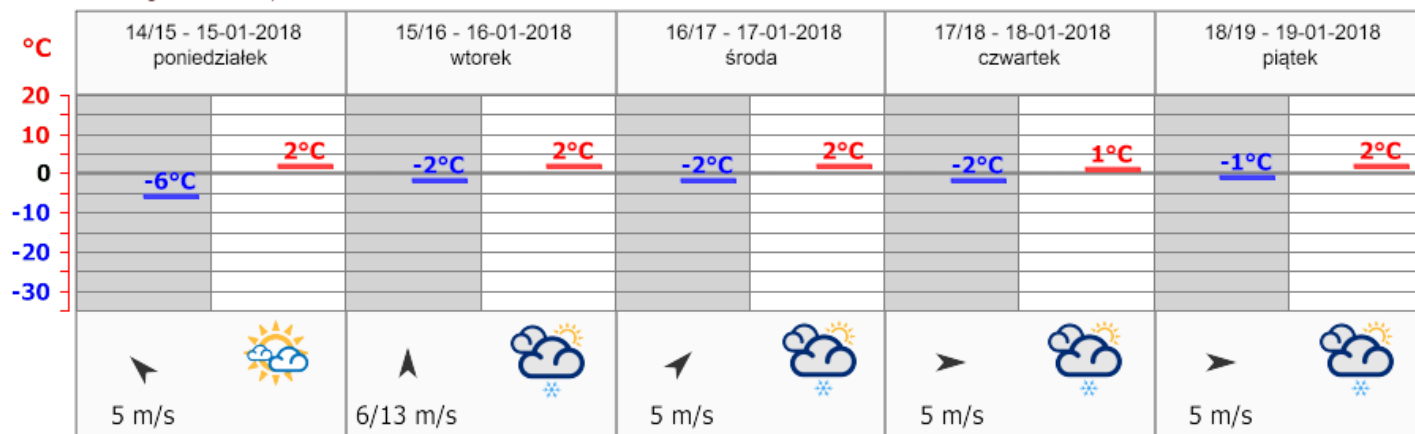 14/15 - 15-01-2018
poniedziałek
15/16 - 16-01-2018
wtorek
16/17 - 17-01-2018
środa
17/18 - 18-01-2018
czwartek
18/19 - 19-01-2018
piątek
°C
20
10
0
-10
-20
-30
-6°C
2°C
-2°C
2°C
-2°C
2°C
-2°C
1°C
-1°C
2°C
5 m/s
6/13 m/s
5 m/s
5 m/s
5 m/s